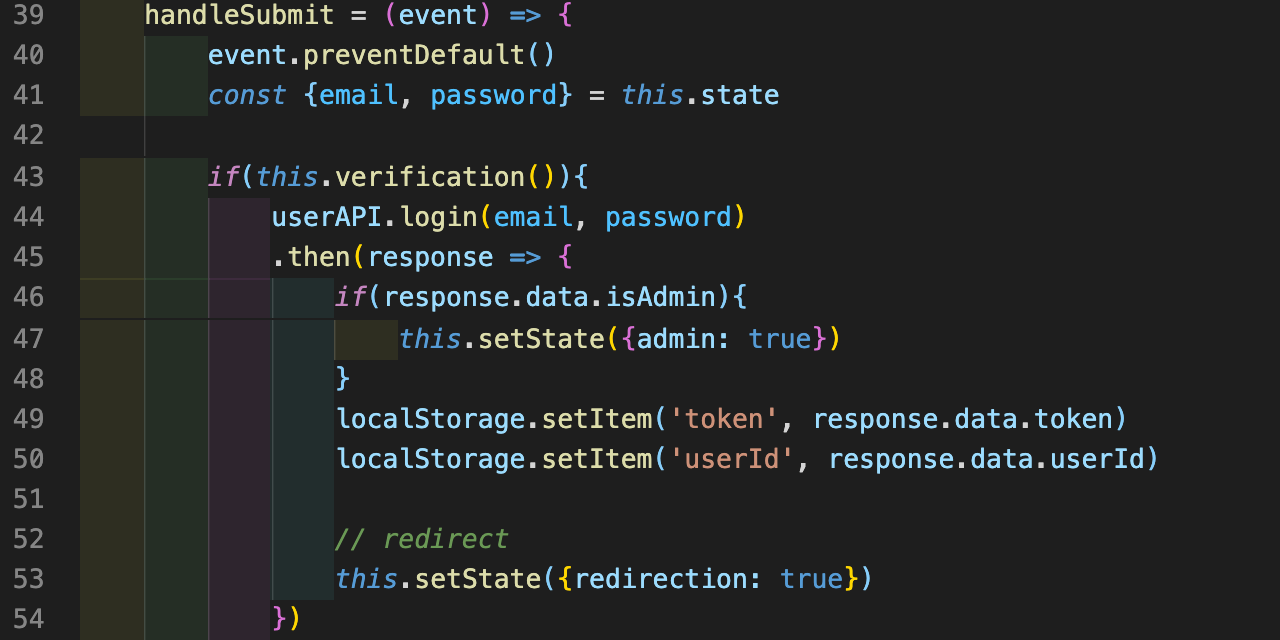 39 handleSubmit = (event) => {
40 event.preventDefault()
41 const {email, password} = this.state
42
43 if(this.verification()){
44 userAPI.login(email, password)
45 .then(response => {
46 if(response.data.isAdmin){
47 this.setState({admin: true})
48 }
49 localStorage.setItem('token', response.data.token)
50 localStorage.setItem('userId', response.data.userId)
51
52 // redirect
53 this.setState({redirection: true})
54 })